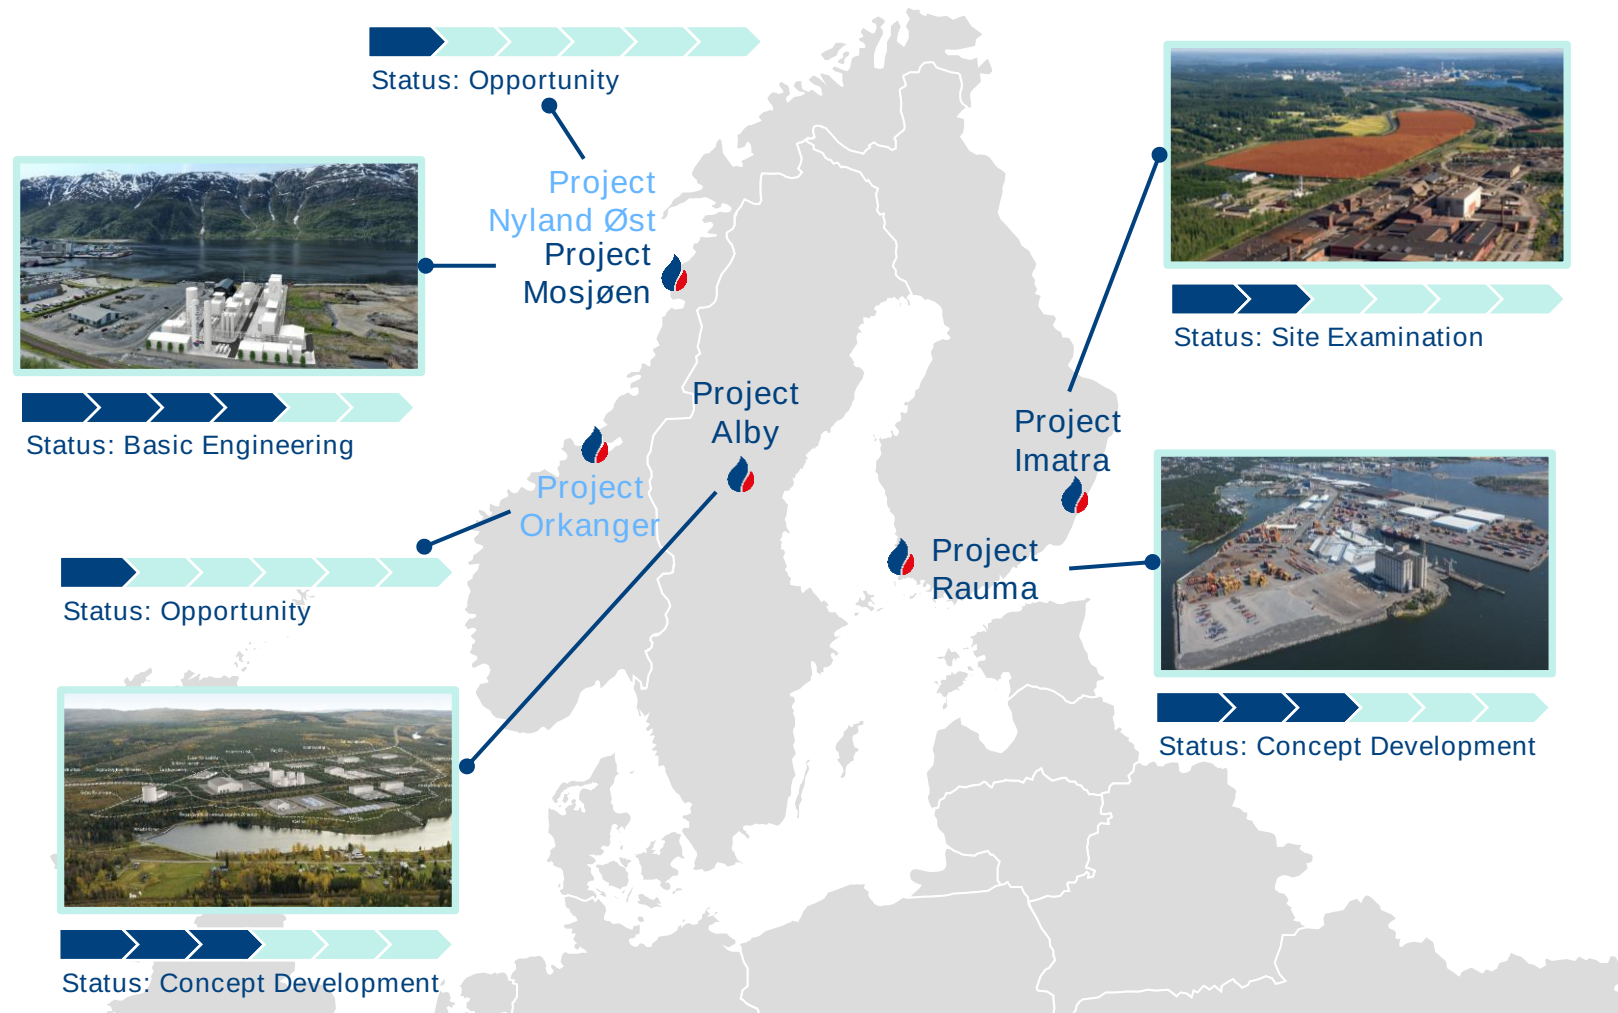 Status: Opportunity
Project
Nyland Øst
Project
Mosjøen
Status: Basic Engineering
Status: Site Examination
Project
Alby
Project
Imatra
Project
Orkanger
Project
Rauma
Status: Opportunity
Status: Concept Development
Status: Concept Development